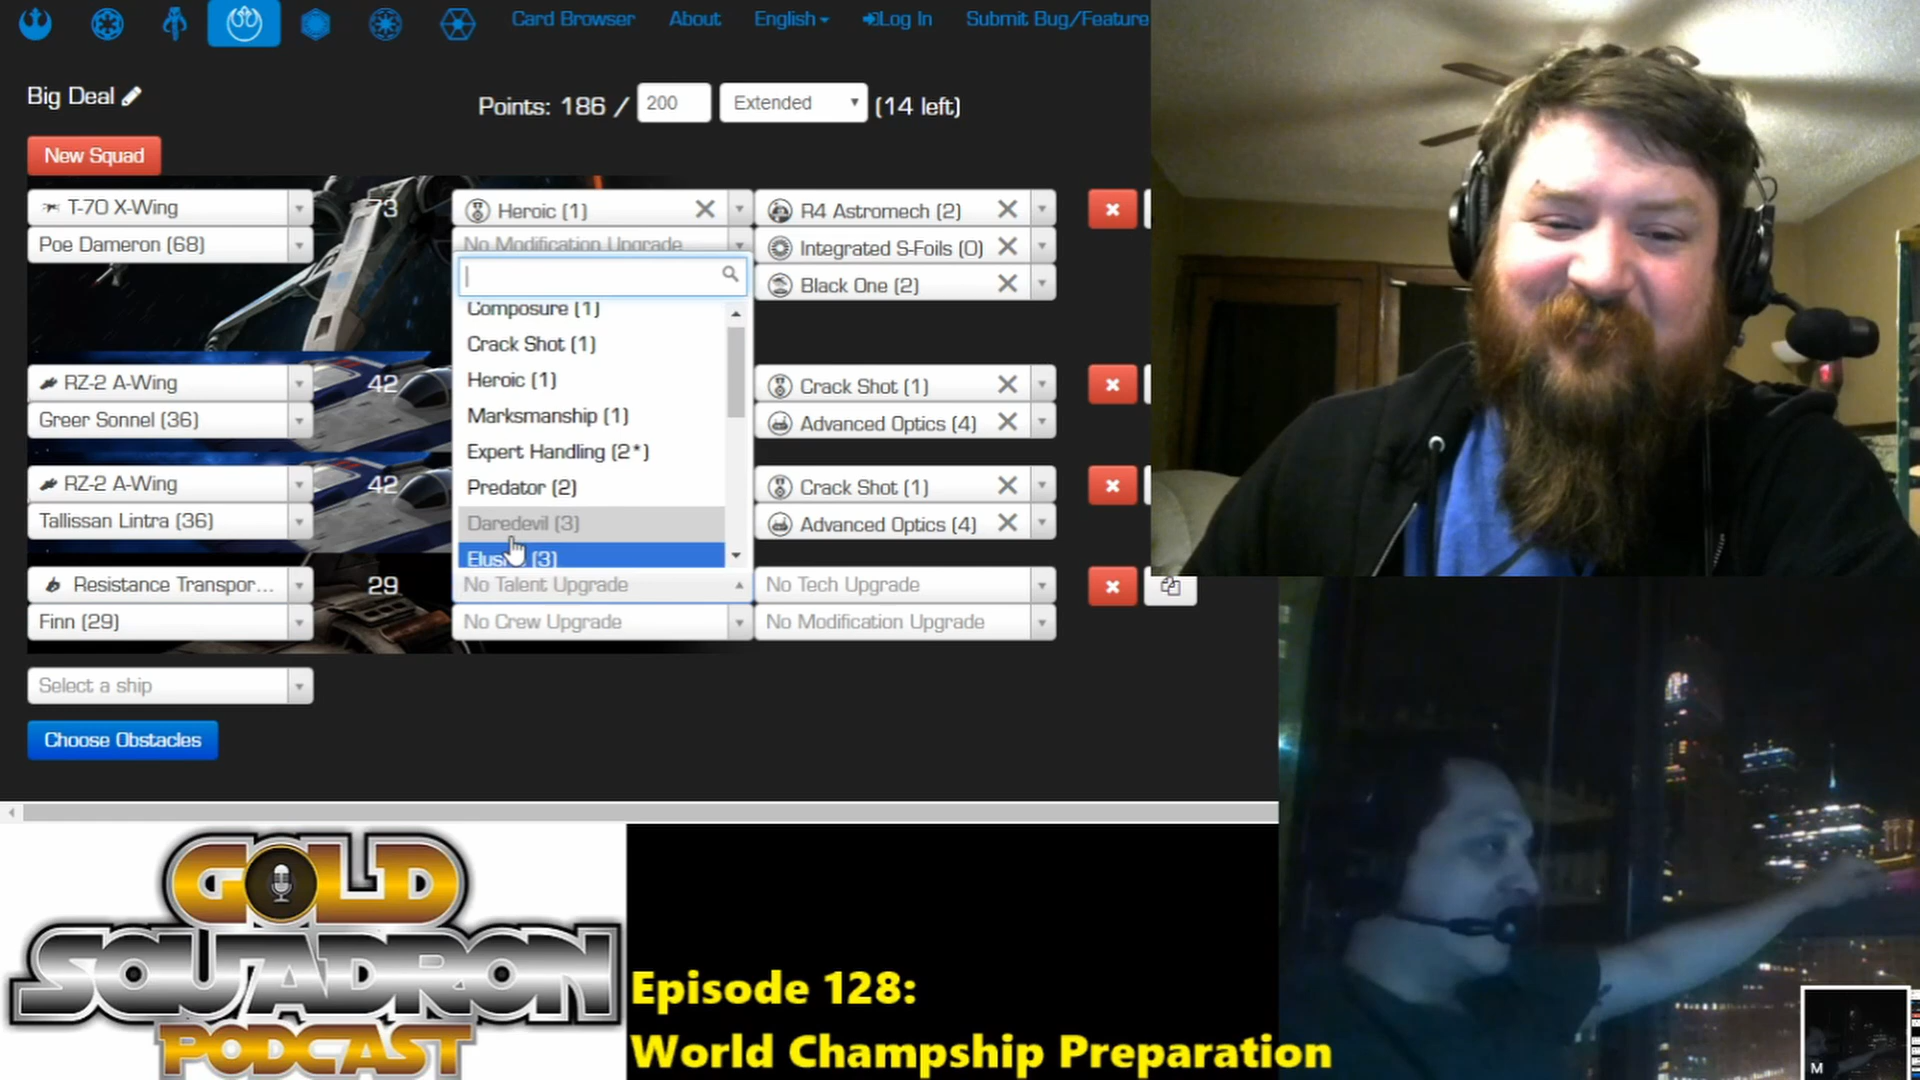 Card Browser About English Log In Submit Bug/Feature
Big Deal
Points: 186 / 200 Extended (14 left)
New Squad
T-70 X-Wing 73 Heroic (1) R4 Astromech (2)
Poe Dameron (68) No Modification Upgrade Integrated S-Foils (0)
Black One (2)
Composure (1)
Crack Shot (1)
Heroic (1)
Marksmanship (1)
Expert Handling (2*)
Predator (2)
Daredevil (3)
(3)
RZ-2 A-Wing 42 Crack Shot (1)
Greer Sonnel (36) Advanced Optics (4)
RZ-2 A-Wing 42 Crack Shot (1)
Tallissan Lintra (36) Advanced Optics (4)
Resistance Transpor... 29 No Talent Upgrade No Tech Upgrade
Finn (29) No Crew Upgrade No Modification Upgrade
Select a ship
Choose Obstacles
GOLD
SQUADRON
PODCAST
Episode 128:
World Champship Preparation
M